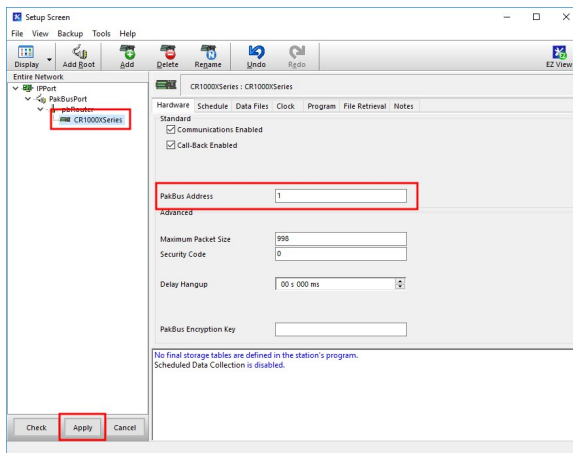 Setup Screen
File View Backup Tools Help
Display Add Root Add Delete Rename Undo Redo EZ View
Entire Network
IPPort
PakBusPort
pbRouter
CR1000XSeries
CR1000XSeries : CR1000XSeries
Hardware Schedule Data Files Clock Program File Retrieval Notes
Standard
Communications Enabled
Call-Back Enabled
PakBus Address 1
Advanced
Maximum Packet Size 998
Security Code 0
Delay Hangup 00 s 000 ms
PakBus Encryption Key
No final storage tables are defined in the station's program.
Scheduled Data Collection is disabled.
Check Apply Cancel